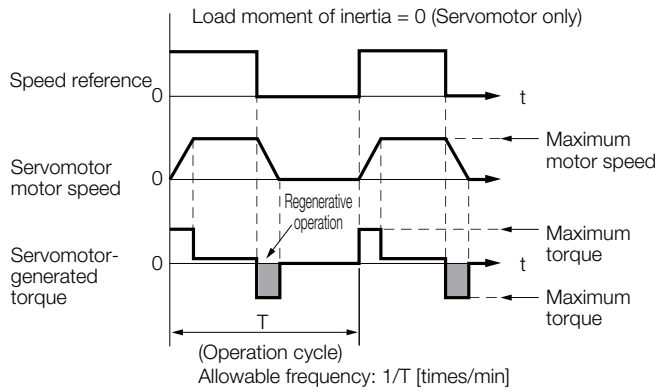 Load moment of inertia = 0 (Servomotor only)
Speed reference
0
t
Maximum
motor speed
Servomotor
motor speed
0
Regenerative
operation
Maximum
torque
Servomotor-
generated
torque
0
t
Maximum
torque
T
(Operation cycle)
Allowable frequency: 1/T [times/min]